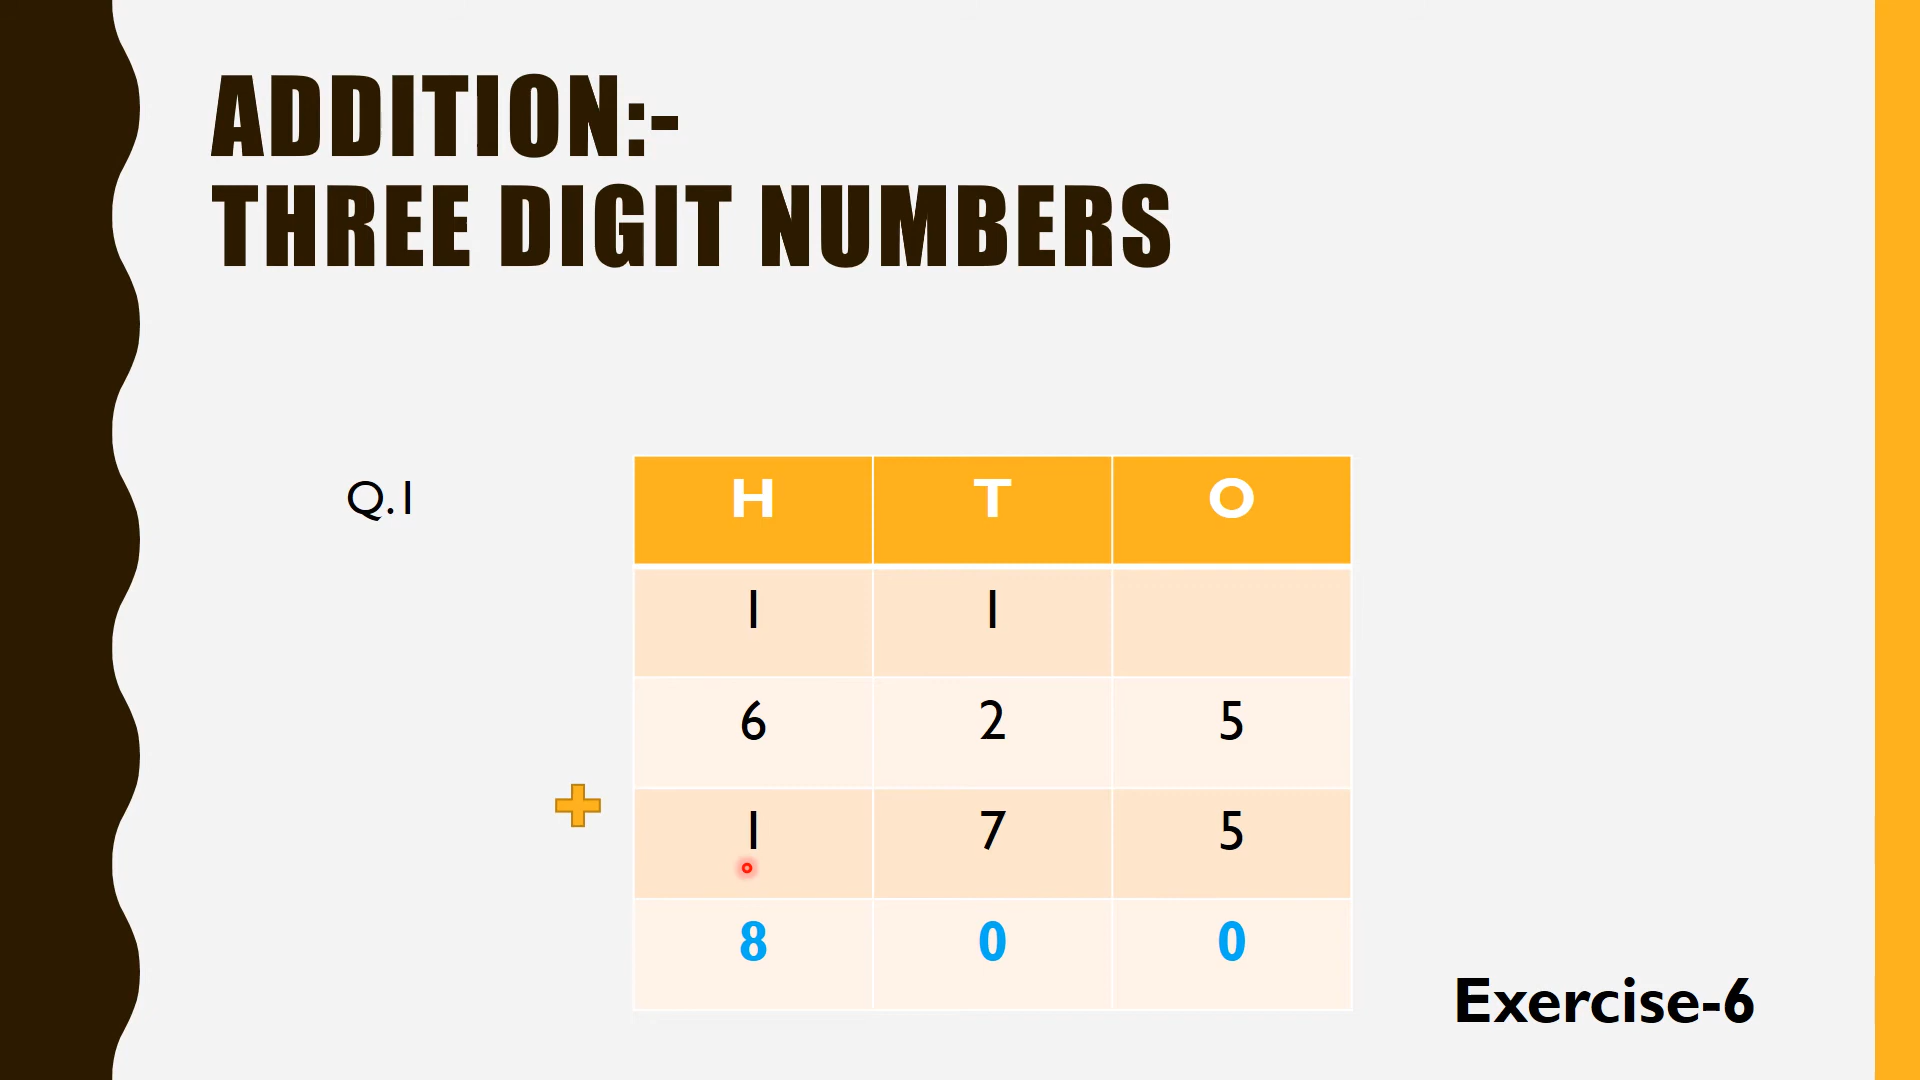 ADDITION:-
THREE DIGIT NUMBERS
Q.1
H T O
1 1
6 2 5
1 7 5
8 0 0
Exercise-6